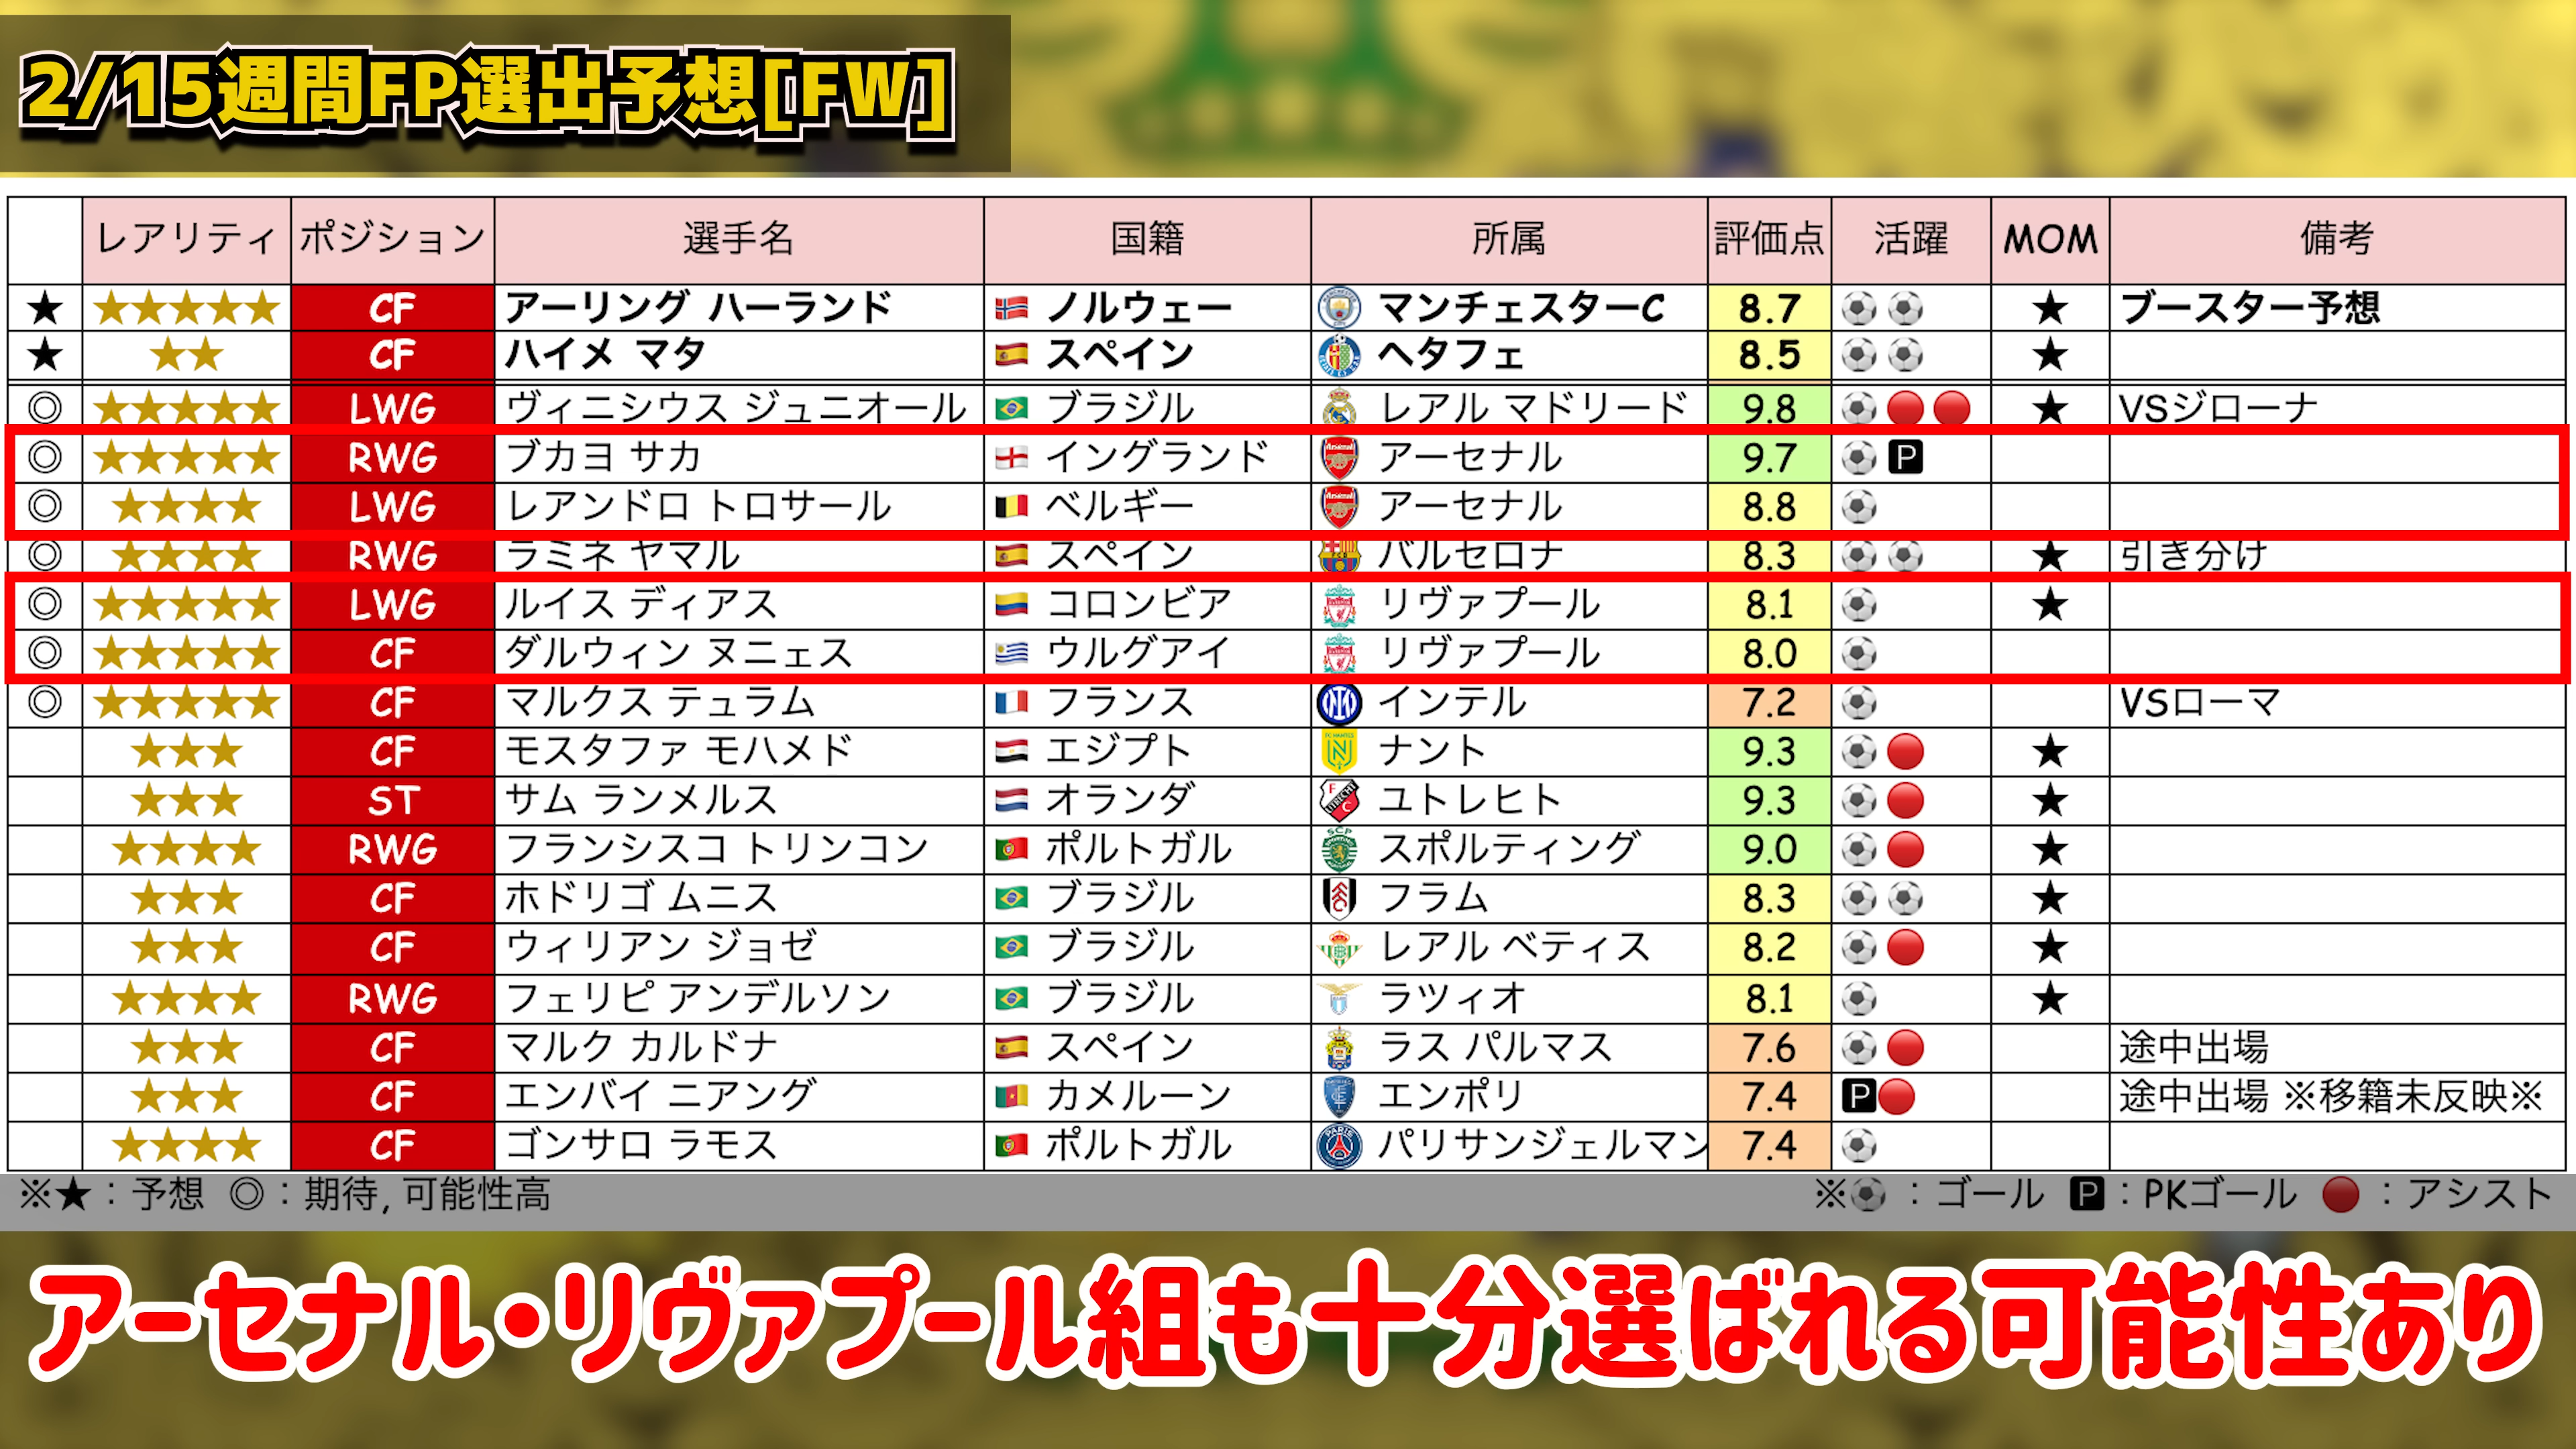 2/15週間FP選出予想[FW]
レアリティ ポジション 選手名 国籍 所属 評価点 活躍 MOM 備考
★ ★★★★★ CF アーリング ハーランド ノルウェー マンチェスターC 8.7 ★ ブースター予想
★ ★★ CF ハイメ マタ スペイン ヘタフェ 8.5 ★
◎ ★★★★★ LWG ヴィニシウス ジュニオール ブラジル レアル マドリード 9.8 ★ VSジローナ
◎ ★★★★★ RWG ブカヨ サカ イングランド アーセナル 9.7 P
◎ ★★★★ LWG レアンドロ トロサール ベルギー アーセナル 8.8
◎ ★★★★ RWG ラミネ ヤマル スペイン バルセロナ 8.3 ★ 引き分け
◎ ★★★★★ LWG ルイス ディアス コロンビア リヴァプール 8.1 ★
◎ ★★★★★ CF ダルウィン ヌニェス ウルグアイ リヴァプール 8.0
◎ ★★★★★ CF マルクス テュラム フランス インテル 7.2 VSローマ
★★★ CF モスタファ モハメド エジプト ナント 9.3 ★
★★★ ST サム ランメルス オランダ ユトレヒト 9.3 ★
★★★★ RWG フランシスコ トリンコン ポルトガル スポルティング 9.0 ★
★★★ CF ホドリゴ ムニス ブラジル フラム 8.3 ★
★★★ CF ウィリアン ジョゼ ブラジル レアル ベティス 8.2 ★
★★★★ RWG フェリピ アンデルソン ブラジル ラツィオ 8.1 ★
★★★ CF マルク カルドナ スペイン ラス パルマス 7.6 途中出場
★★★ CF エンバイ ニアング カメルーン エンポリ 7.4 P 途中出場 ※移籍未反映※
★★★★ CF ゴンサロ ラモス ポルトガル パリサンジェルマン 7.4
※★：予想 ◎：期待, 可能性高 ※⚽：ゴール P：PKゴール 🔴：アシスト
アーセナル・リヴァプール組も十分選ばれる可能性あり